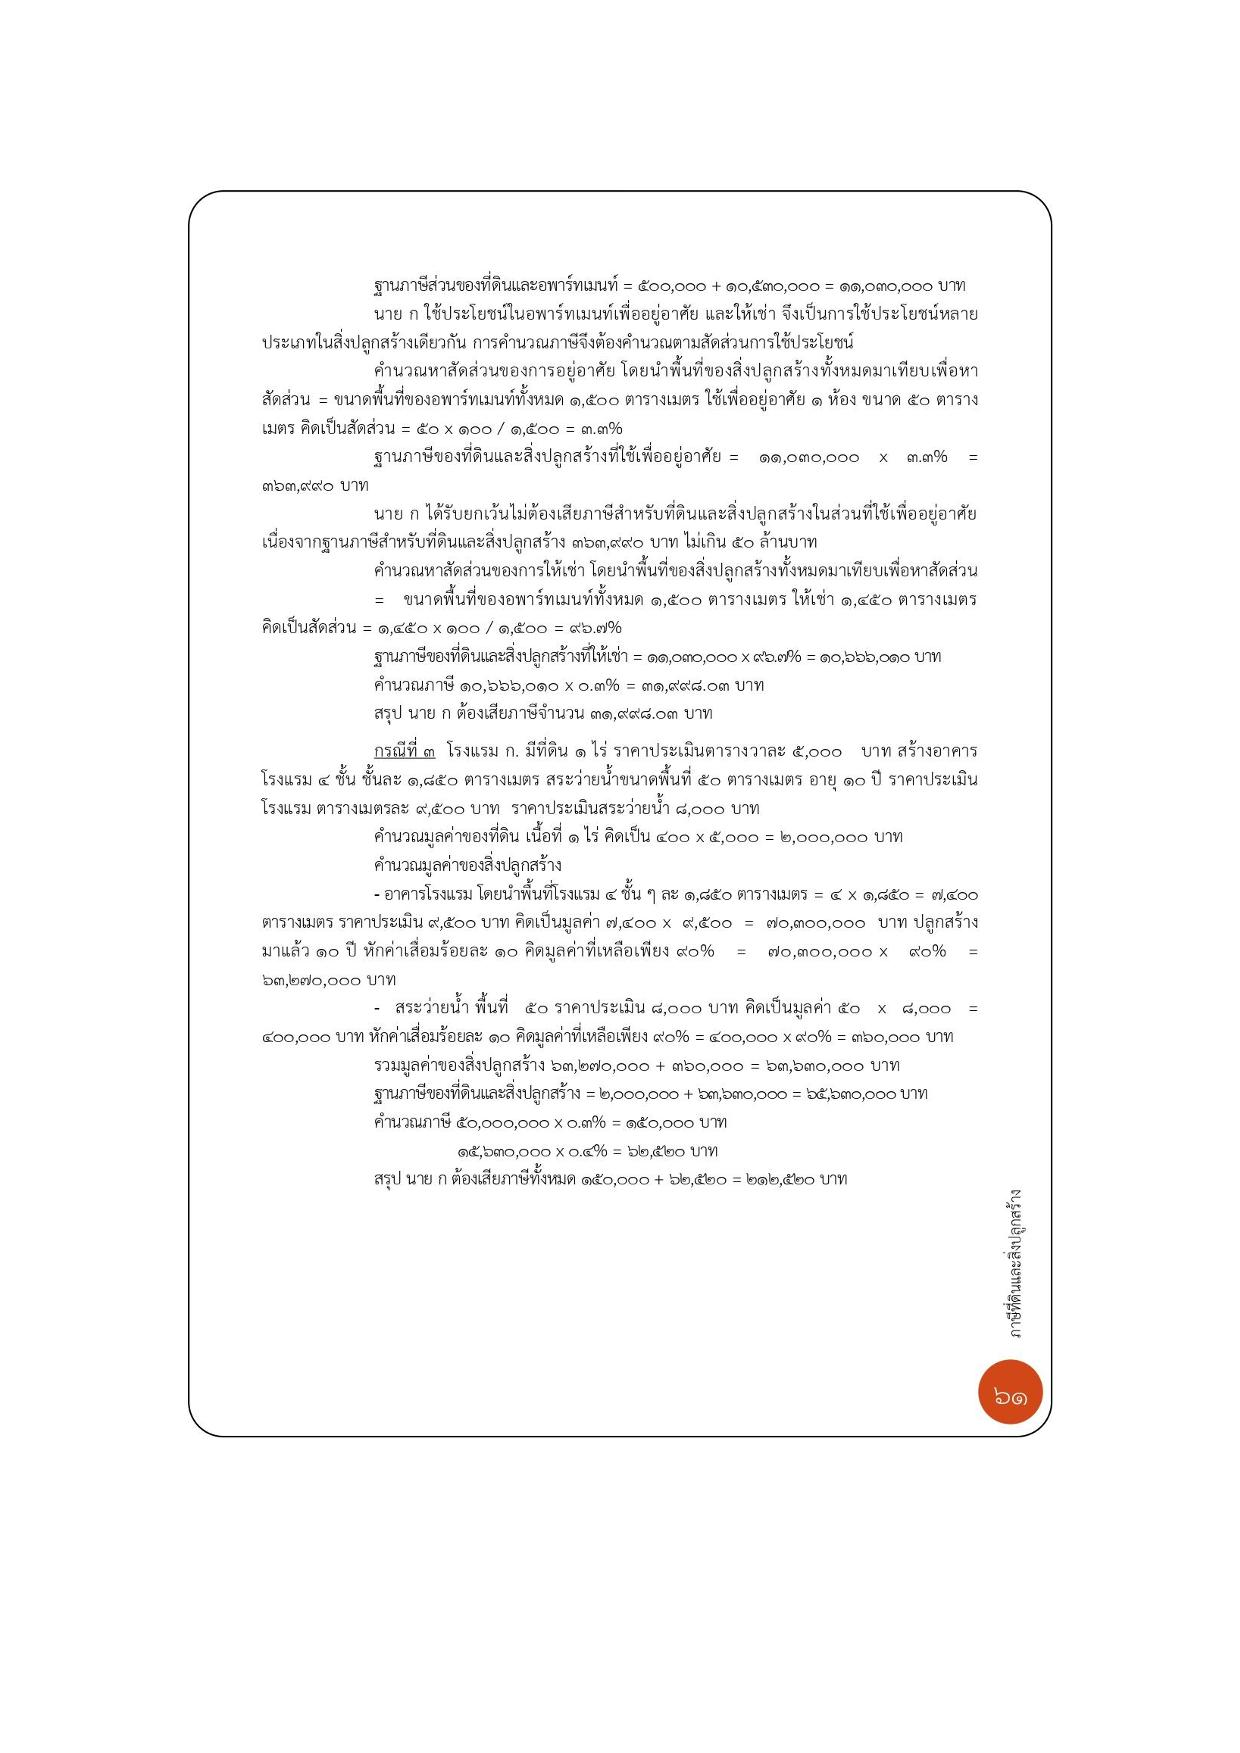 ฐานภาษีส่วนของที่ดินและอพาร์ทเมนท์ = ๕๐๐,๐๐๐ + ๑๐,๕๓๐,๐๐๐ = ๑๑,๐๓๐,๐๐๐ บาท
นาย ก ใช้ประโยชน์ในอพาร์ทเมนท์เพื่ออยู่อาศัย และให้เช่า จึงเป็นการใช้ประโยชน์หลาย
ประเภทในสิ่งปลูกสร้างเดียวกัน การคำนวณภาษีจึงต้องคำนวณตามสัดส่วนการใช้ประโยชน์
คำนวณหาสัดส่วนของการอยู่อาศัย โดยนำพื้นที่ของสิ่งปลูกสร้างทั้งหมดมาเทียบเพื่อหา
สัดส่วน = ขนาดพื้นที่ของอพาร์ทเมนท์ทั้งหมด ๑,๕๐๐ ตารางเมตร ใช้เพื่ออยู่อาศัย ๑ ห้อง ขนาด ๕๐ ตาราง
เมตร คิดเป็นสัดส่วน = ๕๐ x ๑๐๐ / ๑,๕๐๐ = ๓.๓%
ฐานภาษีของที่ดินและสิ่งปลูกสร้างที่ใช้เพื่ออยู่อาศัย = ๑๑,๐๓๐,๐๐๐ x ๓.๓% =
๓๖๓,๙๙๐ บาท
นาย ก ได้รับยกเว้นไม่ต้องเสียภาษีสำหรับที่ดินและสิ่งปลูกสร้างในส่วนที่ใช้เพื่ออยู่อาศัย
เนื่องจากฐานภาษีสำหรับที่ดินและสิ่งปลูกสร้าง ๓๖๓,๙๙๐ บาท ไม่เกิน ๕๐ ล้านบาท
คำนวณหาสัดส่วนของการให้เช่า โดยนำพื้นที่ของสิ่งปลูกสร้างทั้งหมดมาเทียบเพื่อหาสัดส่วน
= ขนาดพื้นที่ของอพาร์ทเมนท์ทั้งหมด ๑,๕๐๐ ตารางเมตร ให้เช่า ๑,๔๕๐ ตารางเมตร
คิดเป็นสัดส่วน = ๑,๔๕๐ x ๑๐๐ / ๑,๕๐๐ = ๙๖.๗%
ฐานภาษีของที่ดินและสิ่งปลูกสร้างที่ให้เช่า = ๑๑,๐๓๐,๐๐๐ x ๙๖.๗% = ๑๐,๖๖๖,๐๑๐ บาท
คำนวณภาษี ๑๐,๖๖๖,๐๑๐ x ๐.๓% = ๓๑,๙๙๘.๐๓ บาท
สรุป นาย ก ต้องเสียภาษีจำนวน ๓๑,๙๙๘.๐๓ บาท
กรณีที่ ๓ โรงแรม ก. มีที่ดิน ๑ ไร่ ราคาประเมินตารางวาละ ๕,๐๐๐ บาท สร้างอาคาร
โรงแรม ๔ ชั้น ชั้นละ ๑,๘๕๐ ตารางเมตร สระว่ายน้ำขนาดพื้นที่ ๕๐ ตารางเมตร อายุ ๑๐ ปี ราคาประเมิน
โรงแรม ตารางเมตรละ ๙,๕๐๐ บาท ราคาประเมินสระว่ายน้ำ ๘,๐๐๐ บาท
คำนวณมูลค่าของที่ดิน เนื้อที่ ๑ ไร่ คิดเป็น ๔๐๐ x ๕,๐๐๐ = ๒,๐๐๐,๐๐๐ บาท
คำนวณมูลค่าของสิ่งปลูกสร้าง
- อาคารโรงแรม โดยนำพื้นที่โรงแรม ๔ ชั้น ๆ ละ ๑,๘๕๐ ตารางเมตร = ๔ x ๑,๘๕๐ = ๗,๔๐๐
ตารางเมตร ราคาประเมิน ๙,๕๐๐ บาท คิดเป็นมูลค่า ๗,๔๐๐ x ๙,๕๐๐ = ๗๐,๓๐๐,๐๐๐ บาท ปลูกสร้าง
มาแล้ว ๑๐ ปี หักค่าเสื่อมร้อยละ ๑๐ คิดมูลค่าที่เหลือเพียง ๙๐% = ๗๐,๓๐๐,๐๐๐ x ๙๐% =
๖๓,๒๗๐,๐๐๐ บาท
- สระว่ายน้ำ พื้นที่ ๕๐ ราคาประเมิน ๘,๐๐๐ บาท คิดเป็นมูลค่า ๕๐ x ๘,๐๐๐ =
๔๐๐,๐๐๐ บาท หักค่าเสื่อมร้อยละ ๑๐ คิดมูลค่าที่เหลือเพียง ๙๐% = ๔๐๐,๐๐๐ x ๙๐% = ๓๖๐,๐๐๐ บาท
รวมมูลค่าของสิ่งปลูกสร้าง ๖๓,๒๗๐,๐๐๐ + ๓๖๐,๐๐๐ = ๖๓,๖๓๐,๐๐๐ บาท
ฐานภาษีของที่ดินและสิ่งปลูกสร้าง = ๒,๐๐๐,๐๐๐ + ๖๓,๖๓๐,๐๐๐ = ๖๕,๖๓๐,๐๐๐ บาท
คำนวณภาษี ๕๐,๐๐๐,๐๐๐ x ๐.๓% = ๑๕๐,๐๐๐ บาท
๑๕,๖๓๐,๐๐๐ x ๐.๔% = ๖๒,๕๒๐ บาท
สรุป นาย ก ต้องเสียภาษีทั้งหมด ๑๕๐,๐๐๐ + ๖๒,๕๒๐ = ๒๑๒,๕๒๐ บาท
ภาษีที่ดินและสิ่งปลูกสร้าง
๖๑